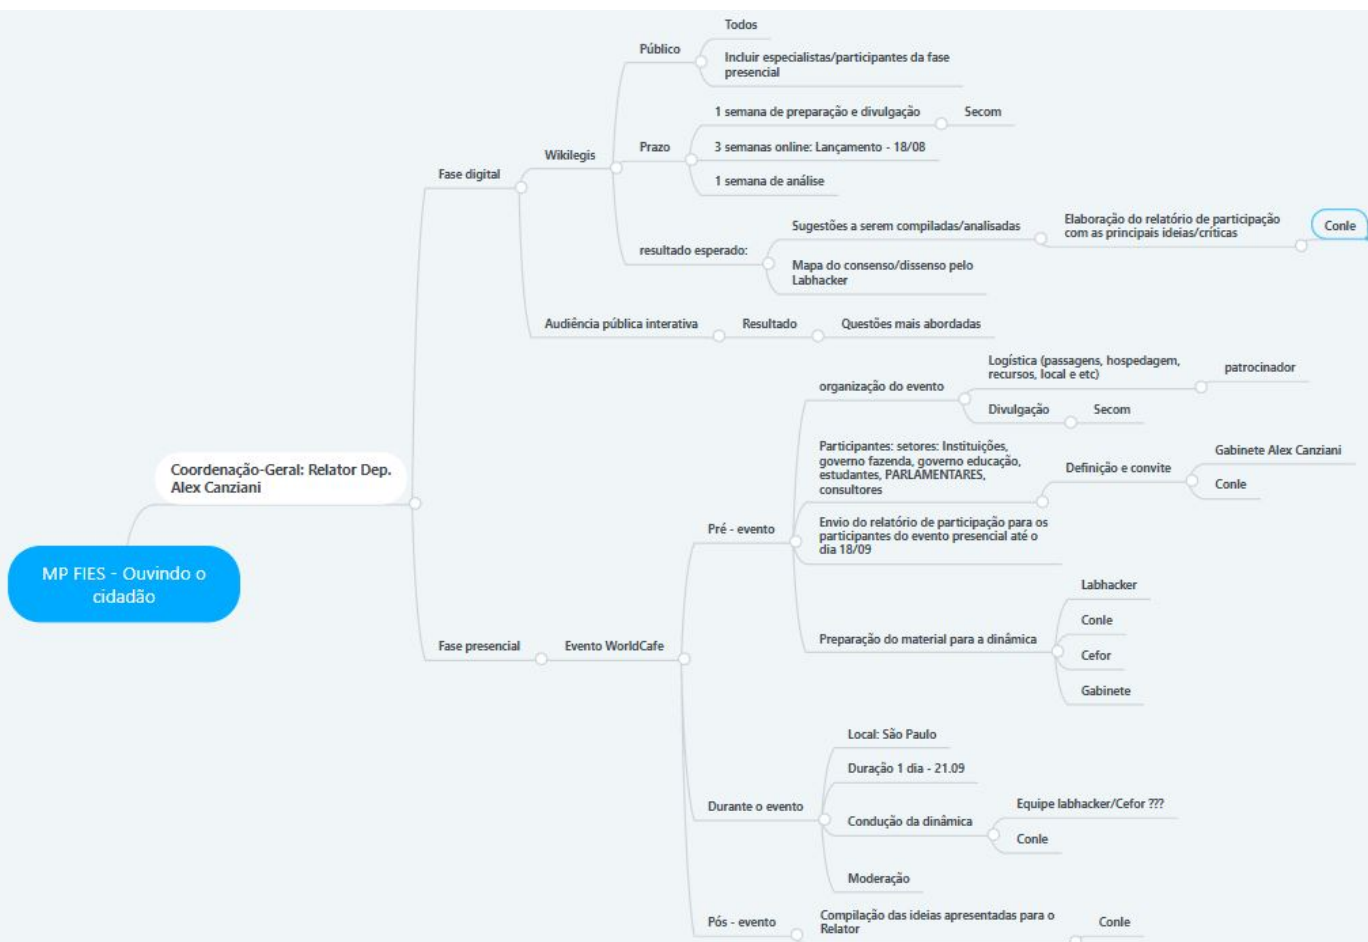 MP FIES - Ouvindo o
cidadão
Coordenação-Geral: Relator Dep.
Alex Canziani
Fase digital
Wikilegis
Público
Todos
Incluir especialistas/participantes da fase
presencial
Prazo
1 semana de preparação e divulgação
Secom
3 semanas online: Lançamento - 18/08
1 semana de análise
resultado esperado:
Sugestões a serem compiladas/analisadas
Elaboração do relatório de participação
com as principais ideias/críticas
Conle
Mapa do consenso/dissenso pelo
Labhacker
Audiência pública interativa
Resultado
Questões mais abordadas
Fase presencial
Evento WorldCafe
Pré - evento
organização do evento
Logística (passagens, hospedagem,
recursos, local e etc)
patrocinador
Divulgação
Secom
Participantes: setores: Instituições,
governo fazenda, governo educação,
estudantes, PARLAMENTARES,
consultores
Definição e convite
Gabinete Alex Canziani
Conle
Envio do relatório de participação para os
participantes do evento presencial até o
dia 18/09
Preparação do material para a dinâmica
Labhacker
Conle
Cefor
Gabinete
Durante o evento
Local: São Paulo
Duração 1 dia - 21.09
Condução da dinâmica
Equipe labhacker/Cefor ???
Conle
Moderação
Pós - evento
Compilação das ideias apresentadas para o
Relator
Conle